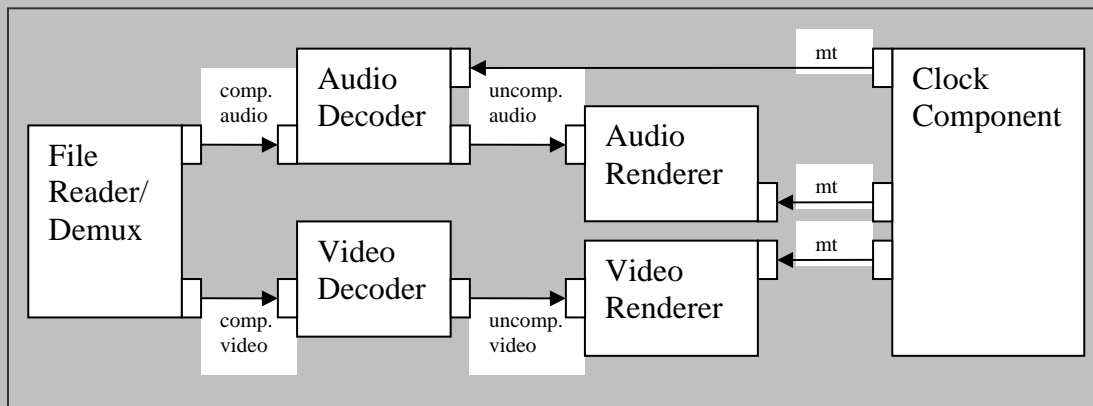 File
Reader/
Demux
comp.
audio
Audio
Decoder
uncomp.
audio
Audio
Renderer
mt
mt
mt
Clock
Component
comp.
video
Video
Decoder
uncomp.
video
Video
Renderer